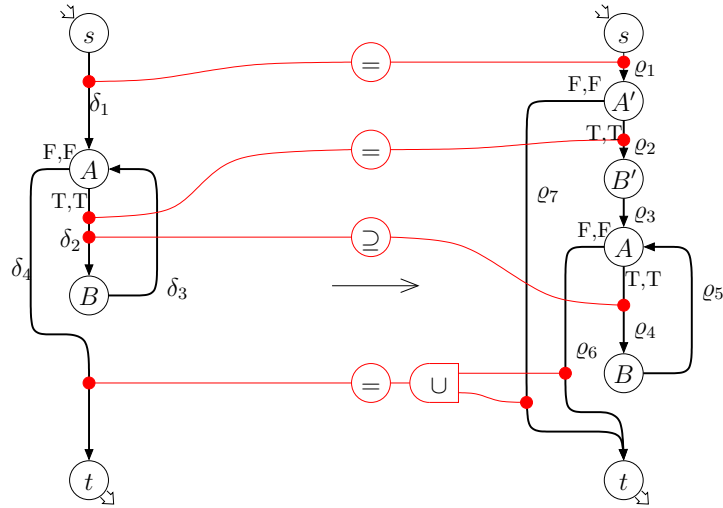 s
s
=
ϱ1
δ1
F,F
A′
T,T
ϱ2
=
F,F
A
B′
T,T
ϱ7
ϱ3
δ2
⊇
F,F
A
δ4
T,T
B
δ3
ϱ5
ϱ4
ϱ6
=
∪
B
t
t